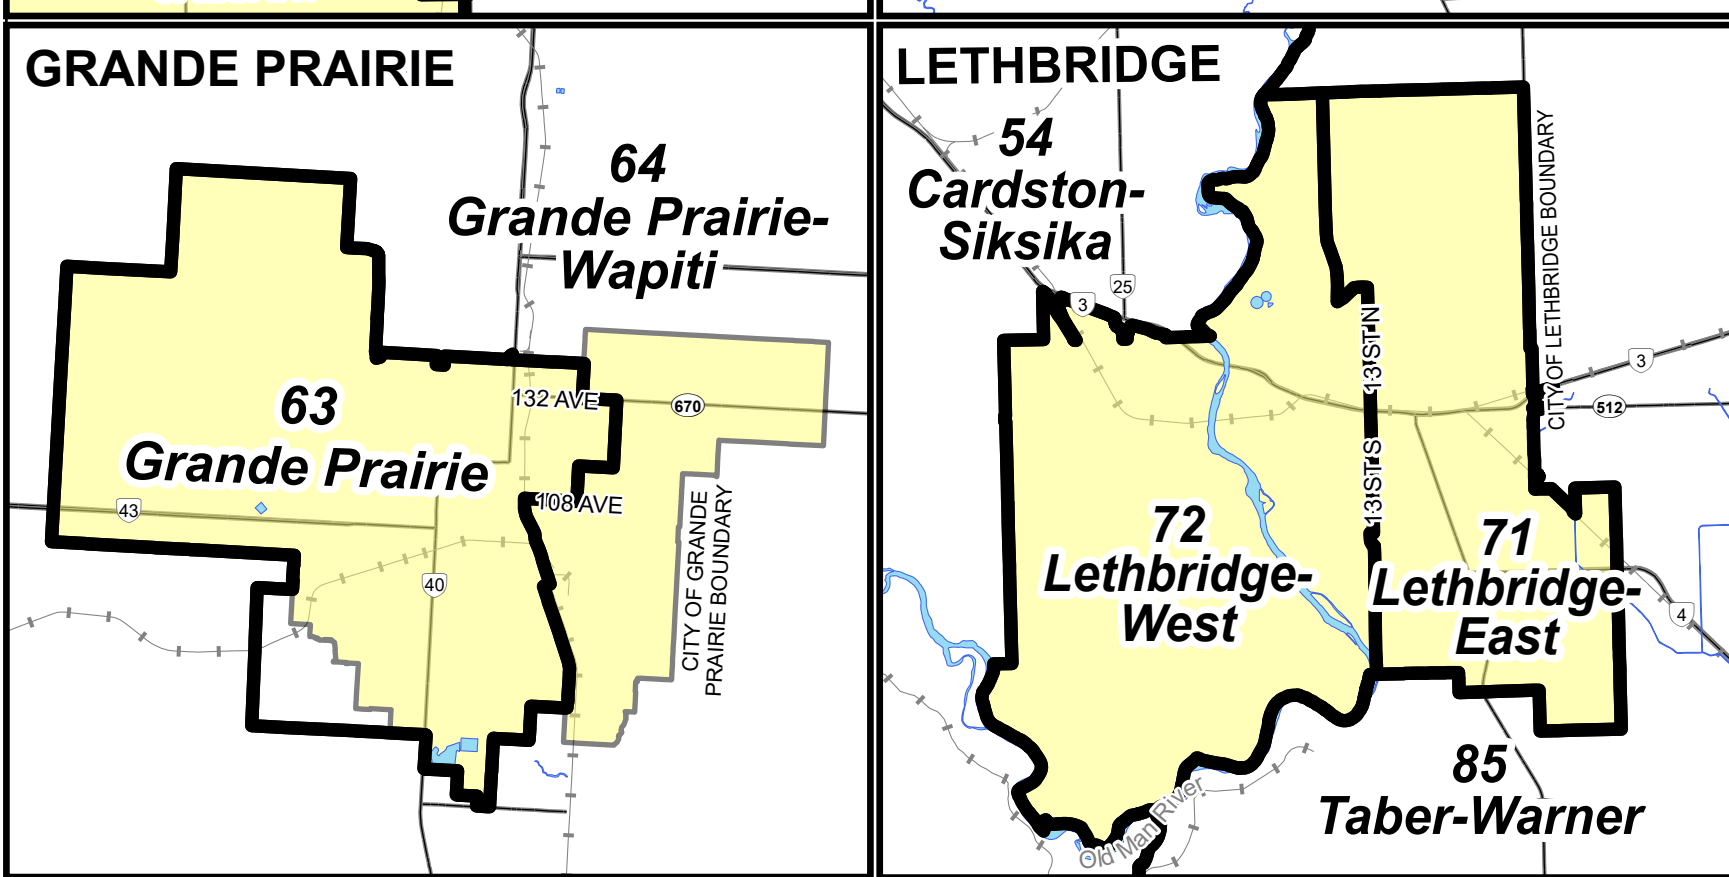 GRANDE PRAIRIE
64
Grande Prairie-
Wapiti
63
Grande Prairie
132 AVE
670
108 AVE
43
40
CITY OF GRANDE
PRAIRIE BOUNDARY
LETHBRIDGE
54
Cardston-
Siksika
25
3
CITY OF LETHBRIDGE BOUNDARY
13 ST N
3
512
13 ST S
72
Lethbridge-
West
71
Lethbridge-
East
4
85
Taber-Warner
Old Man River